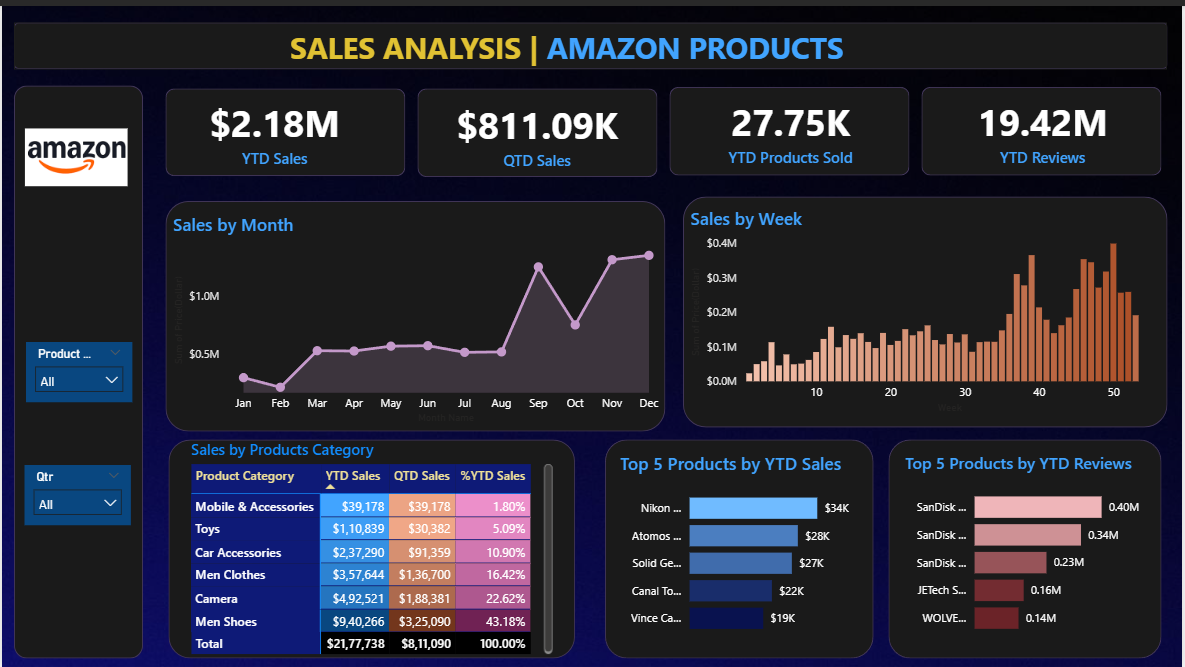 SALES ANALYSIS | AMAZON PRODUCTS
amazon
$2.18M
YTD Sales
$811.09K
QTD Sales
27.75K
YTD Products Sold
19.42M
YTD Reviews
Product ...
All
Qtr
All
Sales by Month
$1.0M
$0.5M
Jan Feb Mar Apr May Jun Jul Aug Sep Oct Nov Dec
Month Name
Sales by Week
$0.4M
$0.3M
$0.2M
$0.1M
$0.0M
10 20 30 40 50
Week
Sales by Products Category
Product Category YTD Sales QTD Sales %YTD Sales
Mobile & Accessories $39,178 $39,178 1.80%
Toys $1,10,839 $30,382 5.09%
Car Accessories $2,37,290 $91,359 10.90%
Men Clothes $3,57,644 $1,36,700 16.42%
Camera $4,92,521 $1,88,381 22.62%
Men Shoes $9,40,266 $3,25,090 43.18%
Total $21,77,738 $8,11,090 100.00%
Top 5 Products by YTD Sales
Nikon ... $34K
Atomos ... $28K
Solid Ge... $27K
Canal To... $22K
Vince Ca... $19K
Top 5 Products by YTD Reviews
SanDisk ... 0.40M
SanDisk ... 0.34M
SanDisk ... 0.23M
JETech S... 0.16M
WOLVE... 0.14M